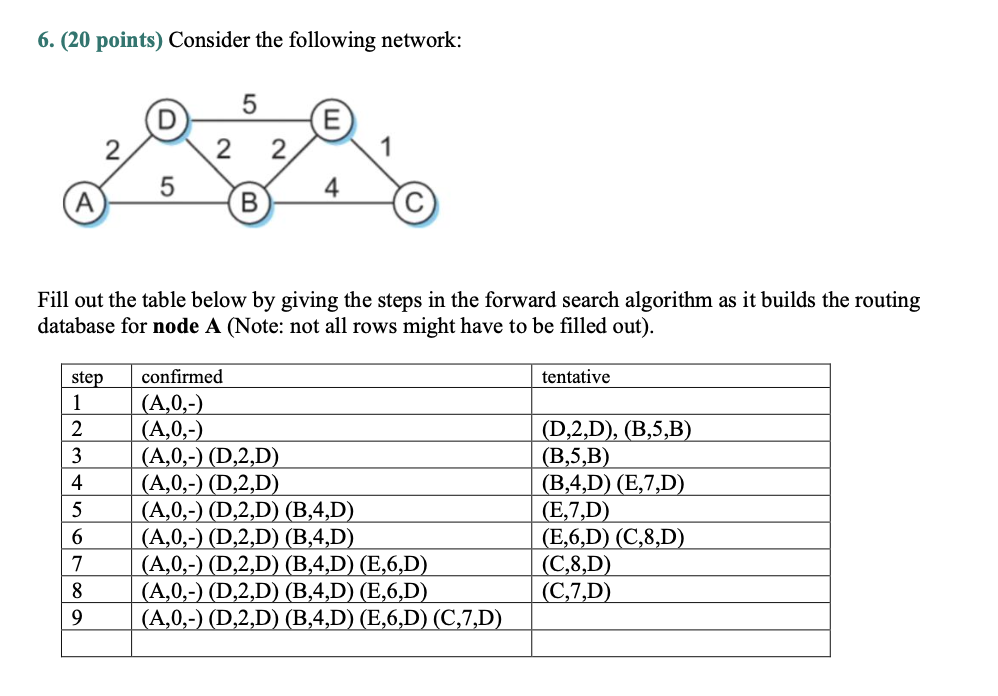 6. (20 points) Consider the following network:
5
D
E
2
2
2
1
5
4
A
B
C
Fill out the table below by giving the steps in the forward search algorithm as it builds the routing
database for node A (Note: not all rows might have to be filled out).
step confirmed tentative
1 (A,0,-)
2 (A,0,-) (D,2,D), (B,5,B)
3 (A,0,-) (D,2,D) (B,5,B)
4 (A,0,-) (D,2,D) (B,4,D) (E,7,D)
5 (A,0,-) (D,2,D) (B,4,D) (E,7,D)
6 (A,0,-) (D,2,D) (B,4,D) (E,6,D) (C,8,D)
7 (A,0,-) (D,2,D) (B,4,D) (E,6,D) (C,8,D)
8 (A,0,-) (D,2,D) (B,4,D) (E,6,D) (C,7,D)
9 (A,0,-) (D,2,D) (B,4,D) (E,6,D) (C,7,D)